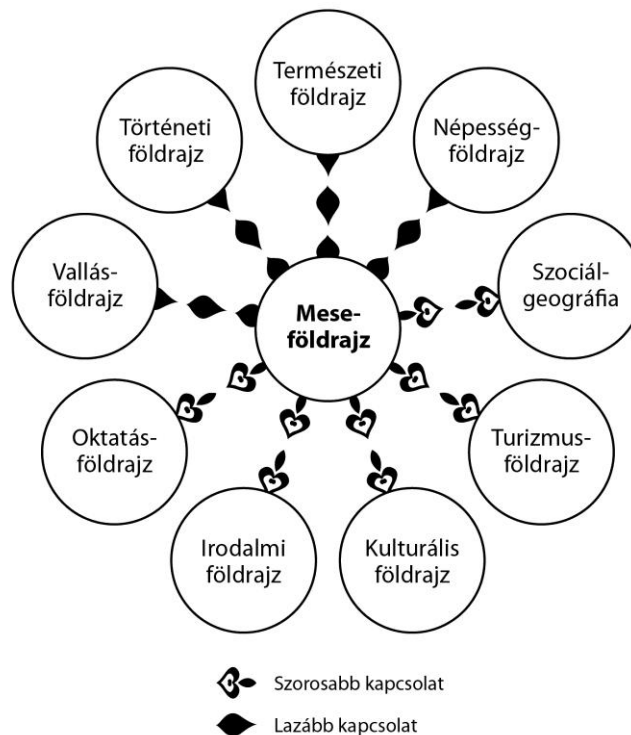 Természeti
földrajz
Történeti
földrajz
Népesség-
földrajz
Vallás-
földrajz
Mese-
földrajz
Szociál-
geográfia
Oktatás-
földrajz
Turizmus-
földrajz
Irodalmi
földrajz
Kulturális
földrajz
Szorosabb kapcsolat
Lazább kapcsolat